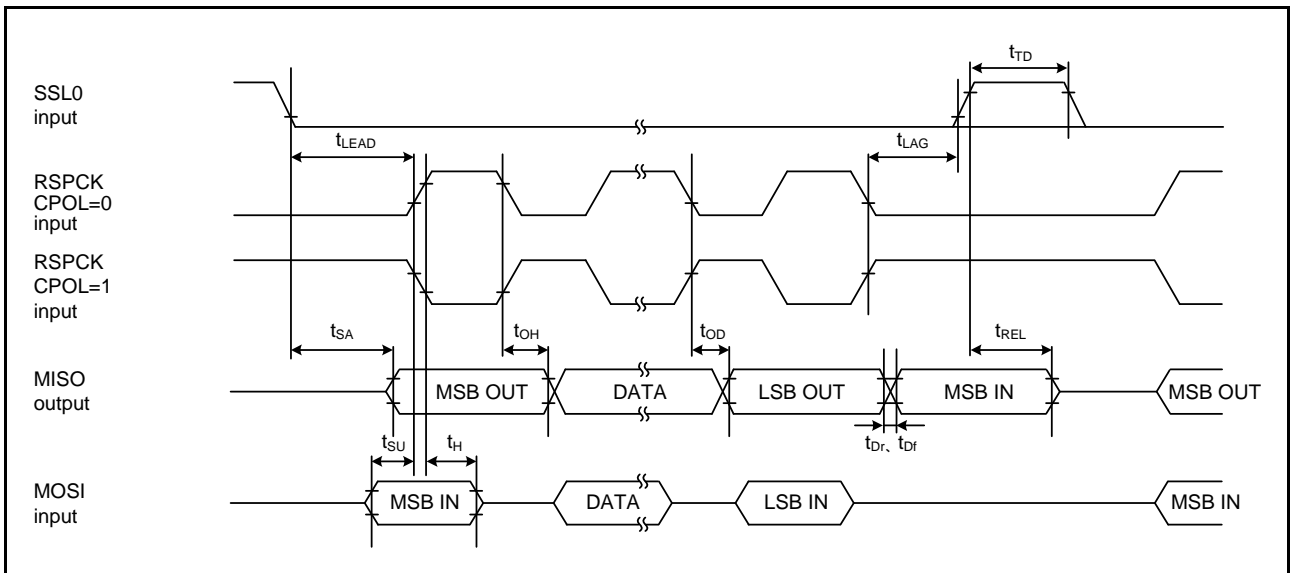 tTD
SSL0
input
tLEAD
tLAG
RSPCK
CPOL=0
input
RSPCK
CPOL=1
input
tSA
tOH
tOD
tREL
MISO
output
MSB OUT
DATA
LSB OUT
MSB IN
MSB OUT
tSU
tH
tDr、tDf
MOSI
input
MSB IN
DATA
LSB IN
MSB IN